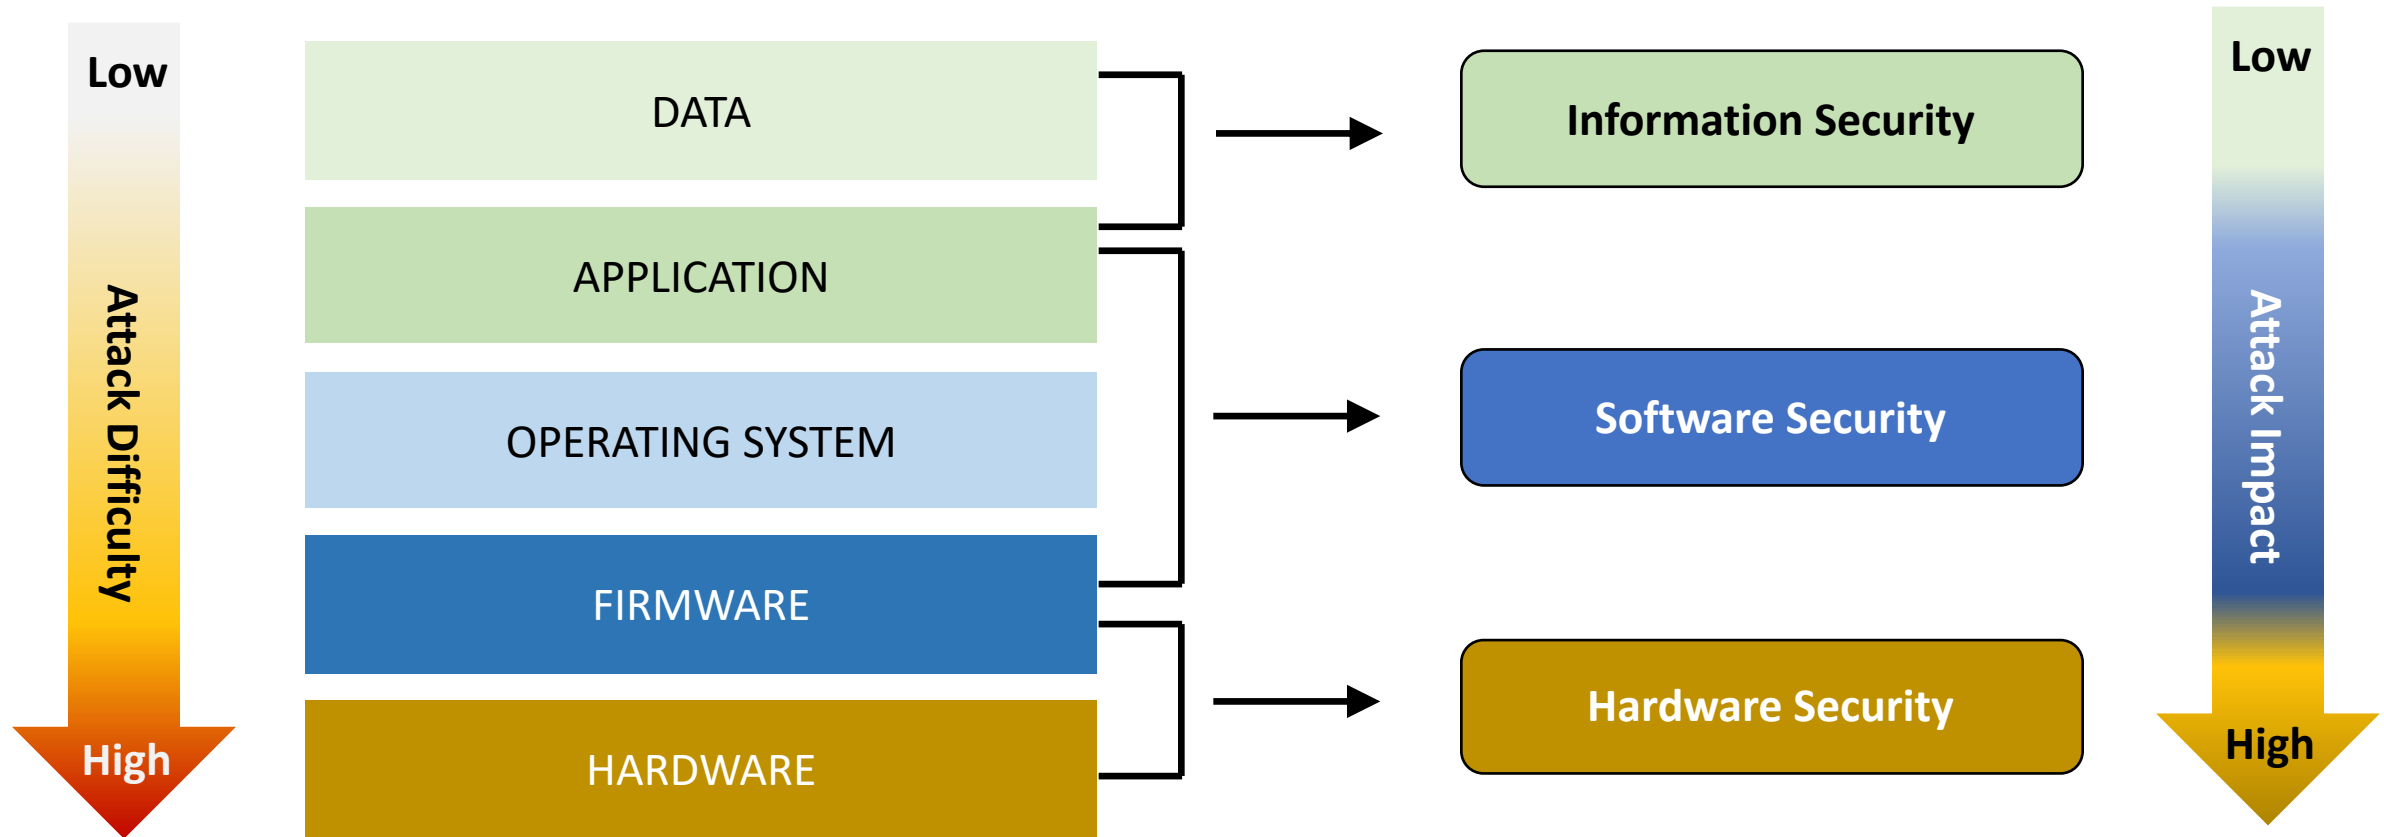 Low
Attack Difficulty
High
DATA
APPLICATION
OPERATING SYSTEM
FIRMWARE
HARDWARE
Information Security
Software Security
Hardware Security
Low
Attack Impact
High